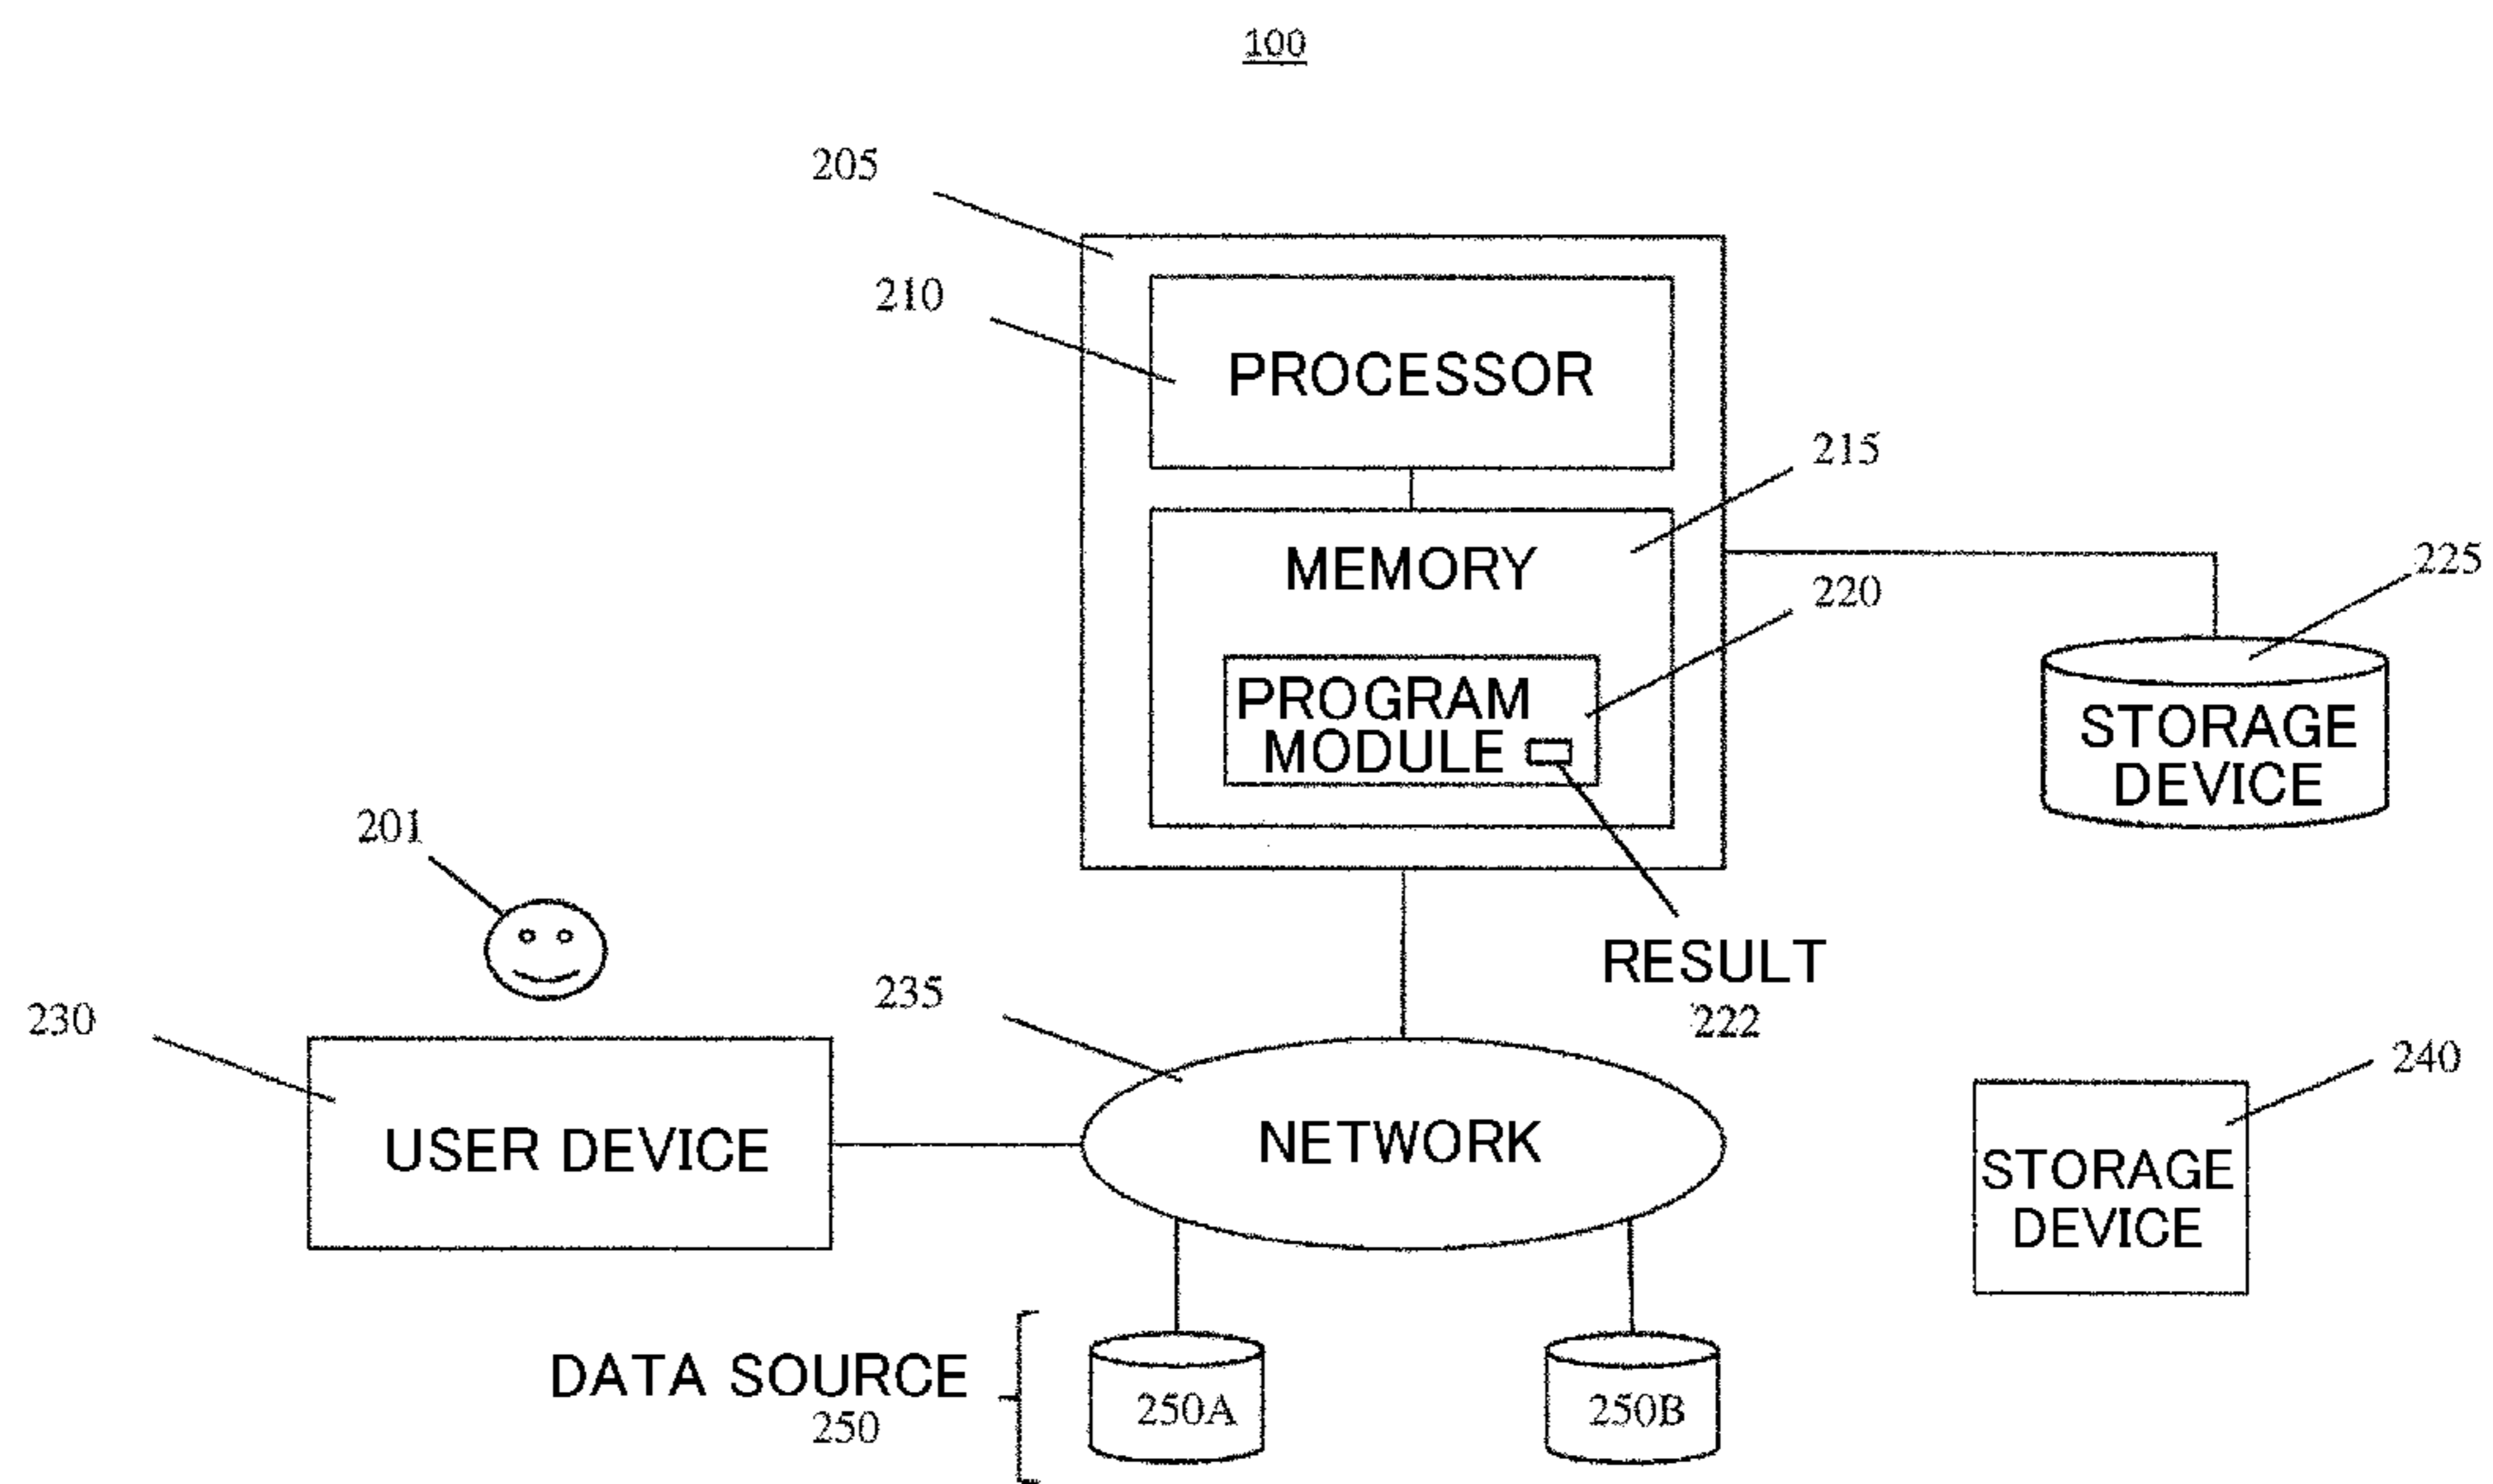 100
205
210
PROCESSOR
215
MEMORY
220
225
PROGRAM
MODULE
STORAGE
DEVICE
201
RESULT
222
230
235
240
USER DEVICE
NETWORK
STORAGE
DEVICE
DATA SOURCE
250
250A
250B